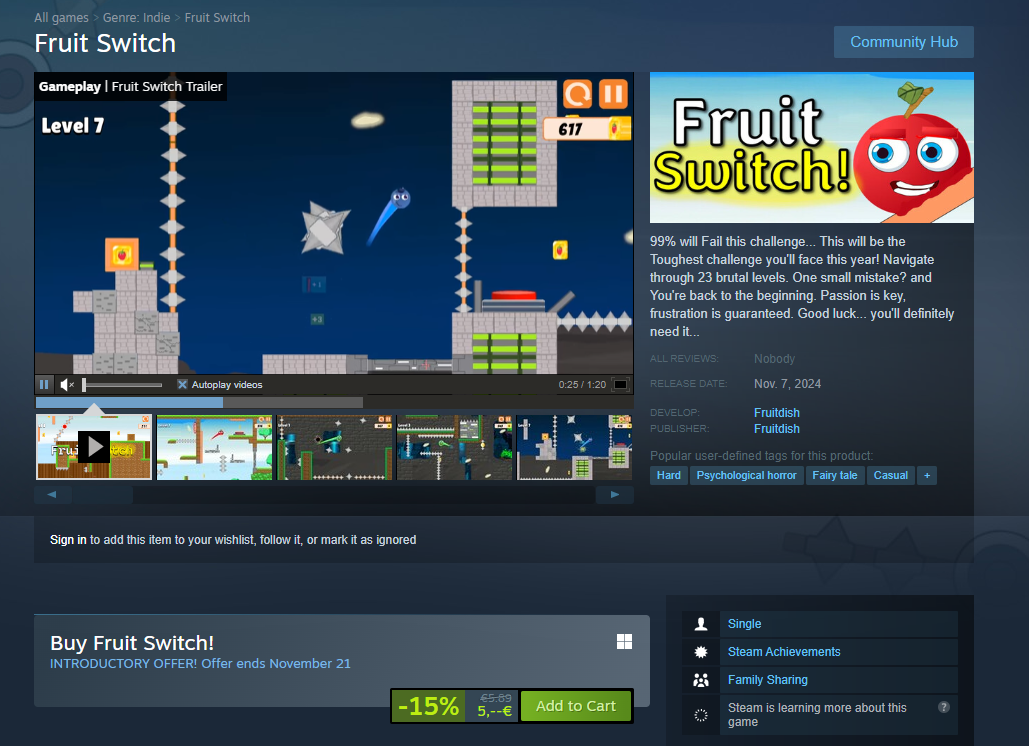 All games > Genre: Indie > Fruit Switch
Fruit Switch
Community Hub
Gameplay | Fruit Switch Trailer
Level 7
617
+1
+3
Autoplay videos
0:25 / 1:20
Fruit
Switch!
99% will Fail this challenge... This will be the
Toughest challenge you'll face this year! Navigate
through 23 brutal levels. One small mistake? and
You're back to the beginning. Passion is key,
frustration is guaranteed. Good luck... you'll definitely
need it...
ALL REVIEWS: Nobody
RELEASE DATE: Nov. 7, 2024
DEVELOP: Fruitdish
PUBLISHER: Fruitdish
Popular user-defined tags for this product:
Hard Psychological horror Fairy tale Casual +
Sign in to add this item to your wishlist, follow it, or mark it as ignored
Buy Fruit Switch!
INTRODUCTORY OFFER! Offer ends November 21
-15% €5.89 5,--€ Add to Cart
Single
Steam Achievements
Family Sharing
Steam is learning more about this
game ?